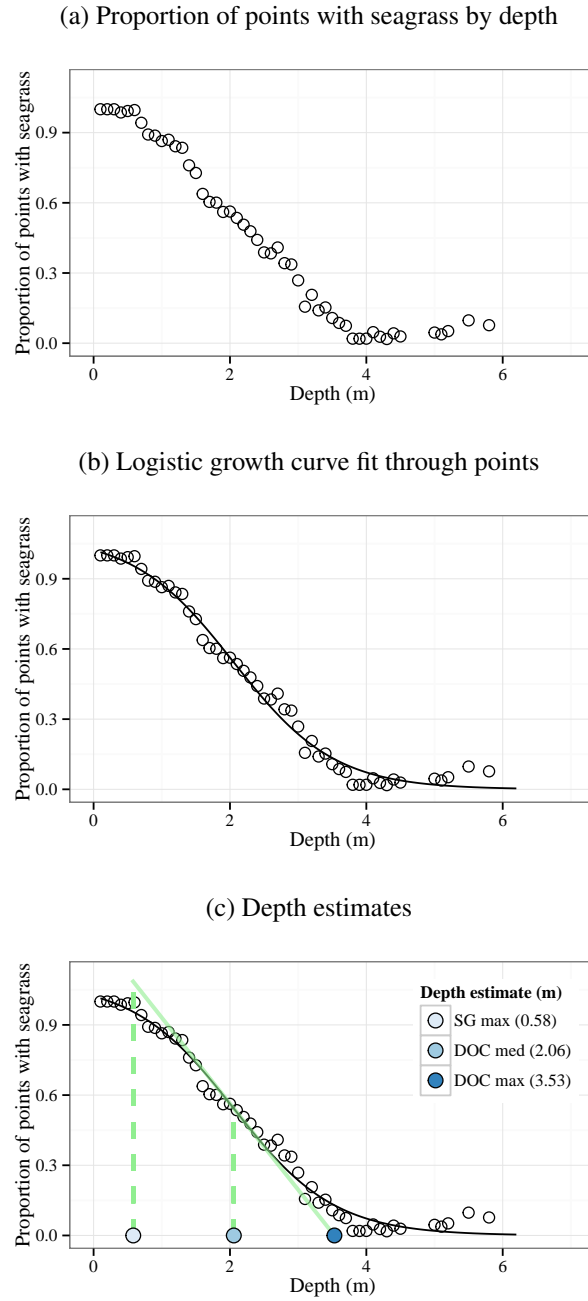 (a) Proportion of points with seagrass by depth
Proportion of points with seagrass
0.9
0.6
0.3
0.0
0
2
4
6
Depth (m)
(b) Logistic growth curve fit through points
Proportion of points with seagrass
0.9
0.6
0.3
0.0
0
2
4
6
Depth (m)
(c) Depth estimates
Proportion of points with seagrass
0.9
0.6
0.3
0.0
Depth estimate (m)
SG max (0.58)
DOC med (2.06)
DOC max (3.53)
0
2
4
6
Depth (m)